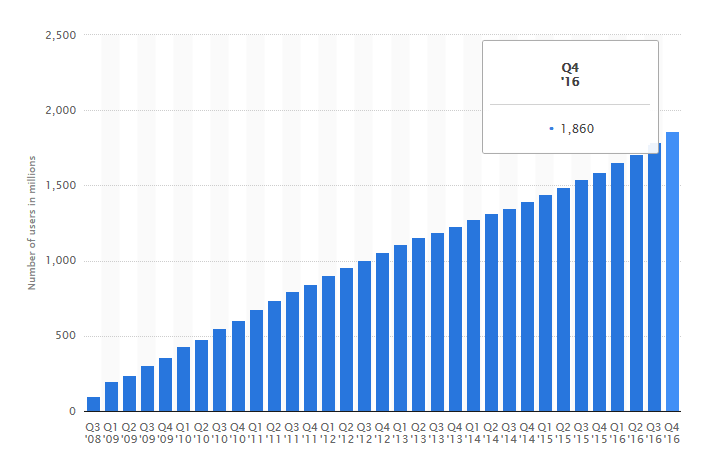 2,500
Q4
'16
2,000
1,860
1,500
Number of users in millions
1,000
500
0
Q3 Q1 Q2 Q3 Q4 Q1 Q2 Q3 Q4 Q1 Q2 Q3 Q4 Q1 Q2 Q3 Q4 Q1 Q2 Q3 Q4 Q1 Q2 Q3 Q4 Q1 Q2 Q3 Q4 Q1 Q2 Q3 Q4
'08 '09 '09 '09 '09 '10 '10 '10 '10 '11 '11 '11 '11 '12 '12 '12 '12 '13 '13 '13 '13 '14 '14 '14 '14 '15 '15 '15 '15 '16 '16 '16 '16